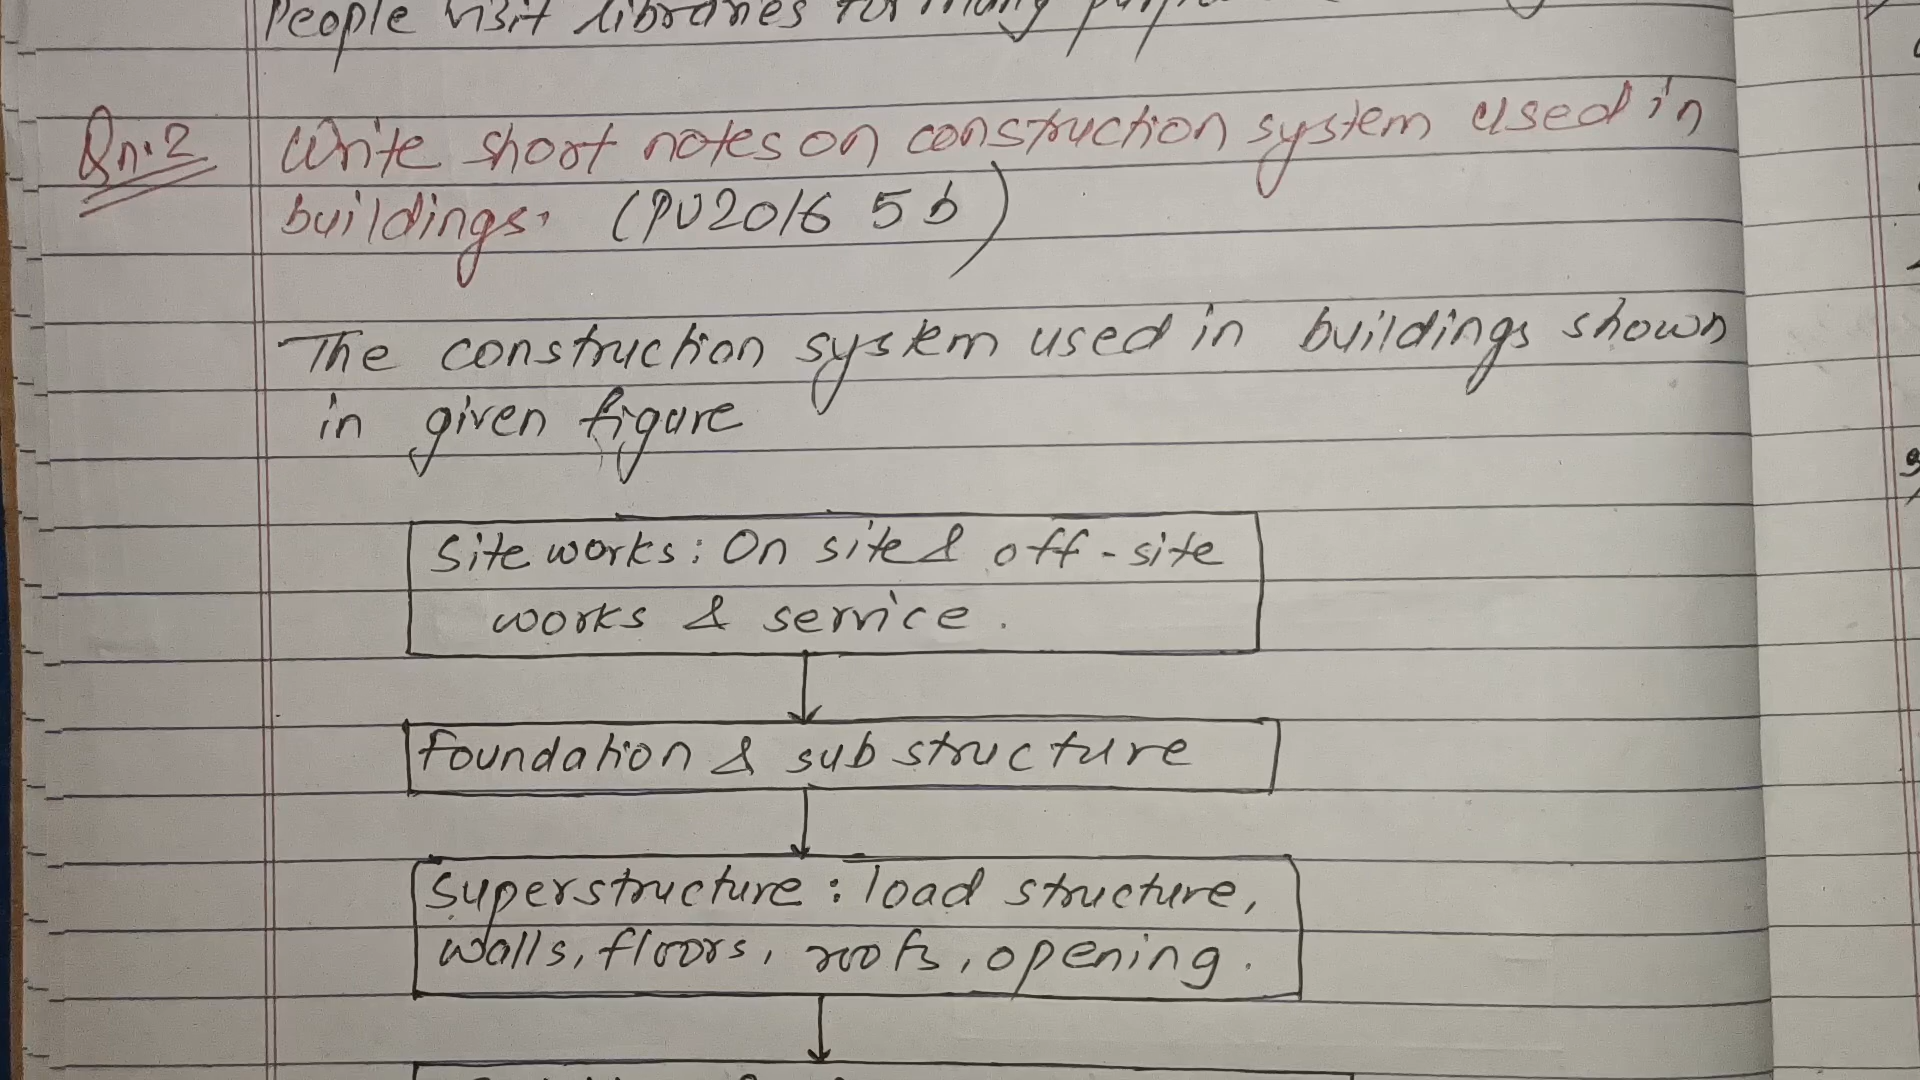 People visit libraries for many
Qn.2 Write short notes on construction system used in
buildings. (PU2016 5b)
The construction system used in buildings shown
in given figure
Site works: On site & off-site
works & service.
foundation & sub structure
superstructure: load structure,
walls, floors, roofs, opening.